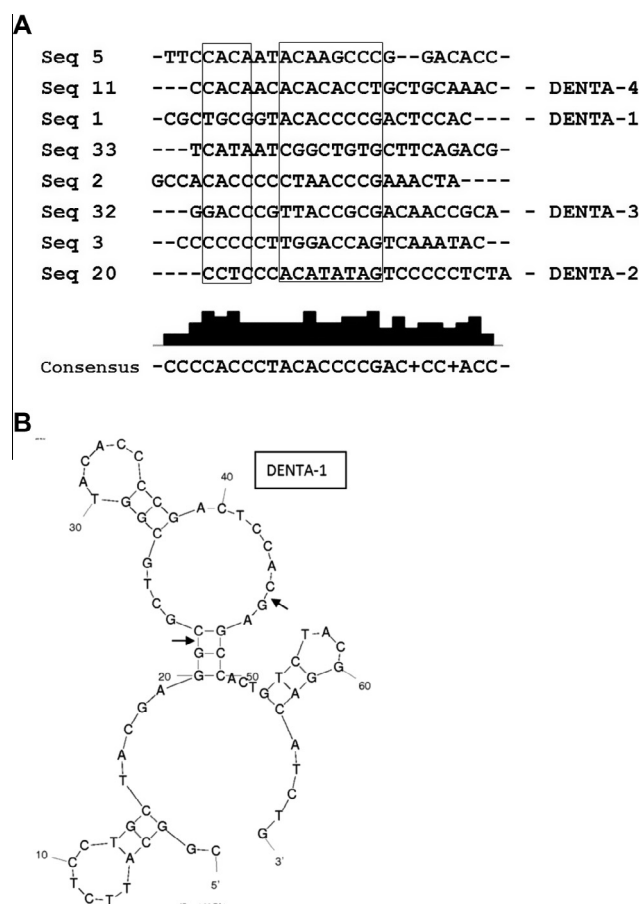 A
Seq 5 -TTCCACAATACAAGCCCG--GACACC-
Seq 11 ---CCACAACACACACCTGCTGCAAAC- - DENTA-4
Seq 1 -CGCTGCGGTACACCCCGACTCCAC---- DENTA-1
Seq 33 ---TCATAATCGGCTGTGCTTCAGACG-
Seq 2 GCCACACCCCCTAACCCGAAACTA----
Seq 32 ---GGACCCGTTACCGCGACAACCGCA- - DENTA-3
Seq 3 --CCCCCCCTTGGACCAGTCAAATAC--
Seq 20 ----CCTCCCACATATAGTCCCCCTCTA - DENTA-2
Consensus -CCCCACCCTACACCCCGAC+CC+ACC-
B
DENTA-1
5'
C G G C A T T C T C
10
C T G C T A C G A G
20
G C G C T G C G G T
30
A C A C C C C G A C
40
T C C A C G A G C C
50
A C T G T C T A C G
60
G A C A T C T G
3'